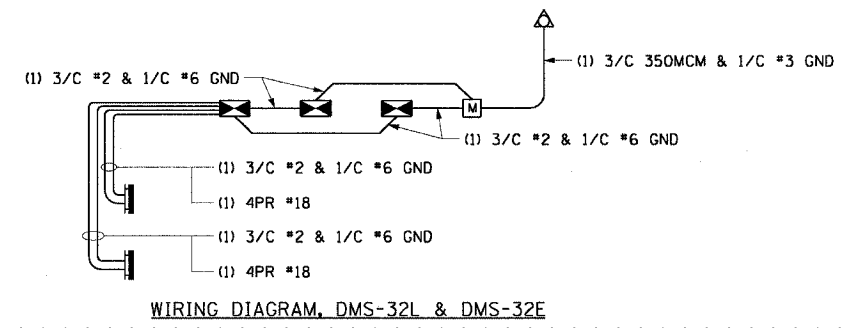 (1) 3/C 350MCM & 1/C #3 GND
(1) 3/C #2 & 1/C #6 GND
M
(1) 3/C #2 & 1/C #6 GND
(1) 3/C #2 & 1/C #6 GND
(1) 4PR #18
(1) 3/C #2 & 1/C #6 GND
(1) 4PR #18
WIRING DIAGRAM, DMS-32L & DMS-32E